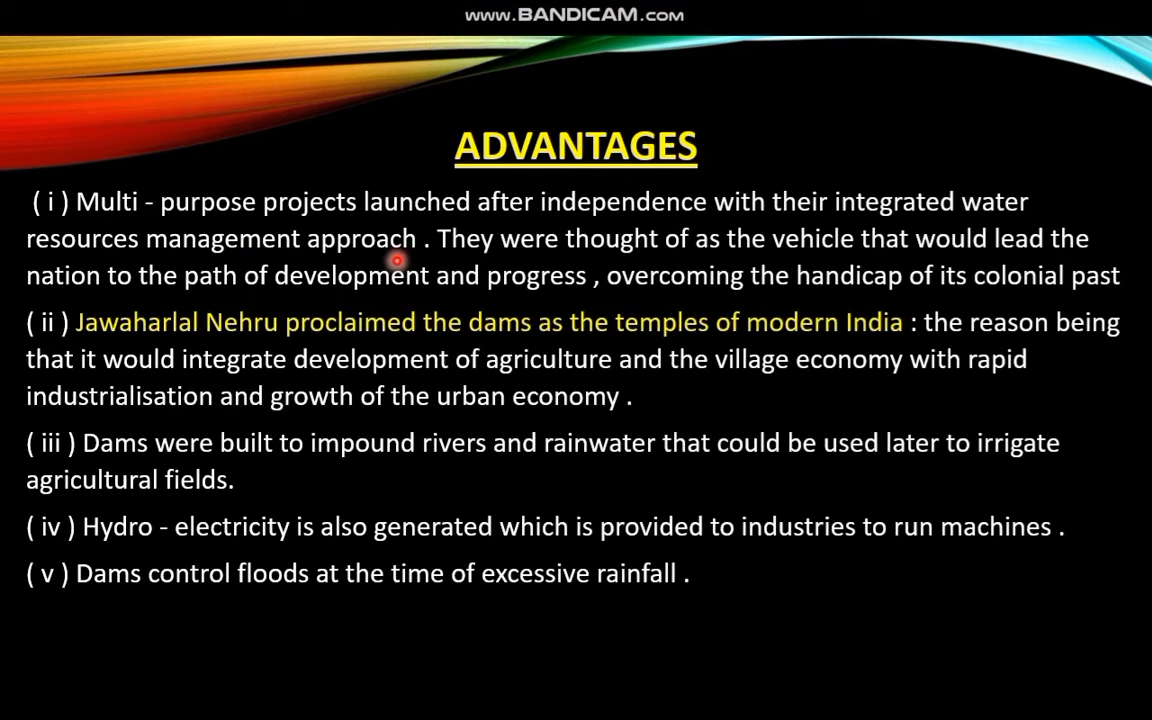 www.BANDICAM.com
ADVANTAGES
( i ) Multi - purpose projects launched after independence with their integrated water
resources management approach . They were thought of as the vehicle that would lead the
nation to the path of development and progress , overcoming the handicap of its colonial past
( ii ) Jawaharlal Nehru proclaimed the dams as the temples of modern India : the reason being
that it would integrate development of agriculture and the village economy with rapid
industrialisation and growth of the urban economy .
( iii ) Dams were built to impound rivers and rainwater that could be used later to irrigate
agricultural fields.
( iv ) Hydro - electricity is also generated which is provided to industries to run machines .
( v ) Dams control floods at the time of excessive rainfall .